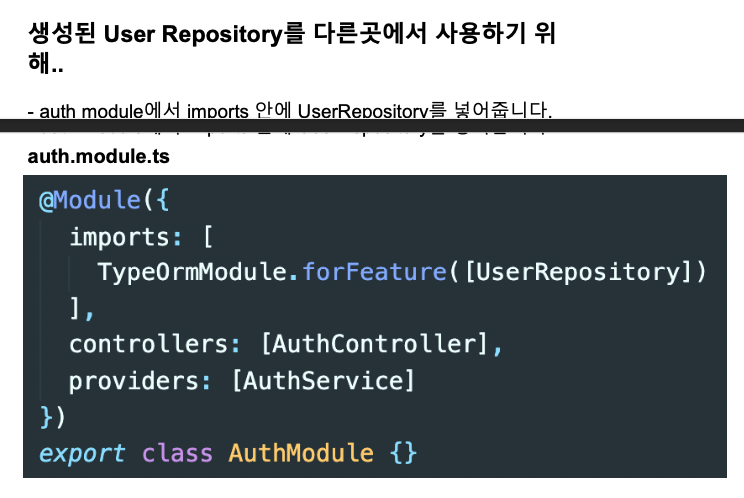 생성된 User Repository를 다른곳에서 사용하기 위
해..
- auth module에서 imports 안에 UserRepository를 넣어줍니다.
auth.module.ts
@Module({
imports: [
TypeOrmModule.forFeature([UserRepository])
],
controllers: [AuthController],
providers: [AuthService]
})
export class AuthModule {}